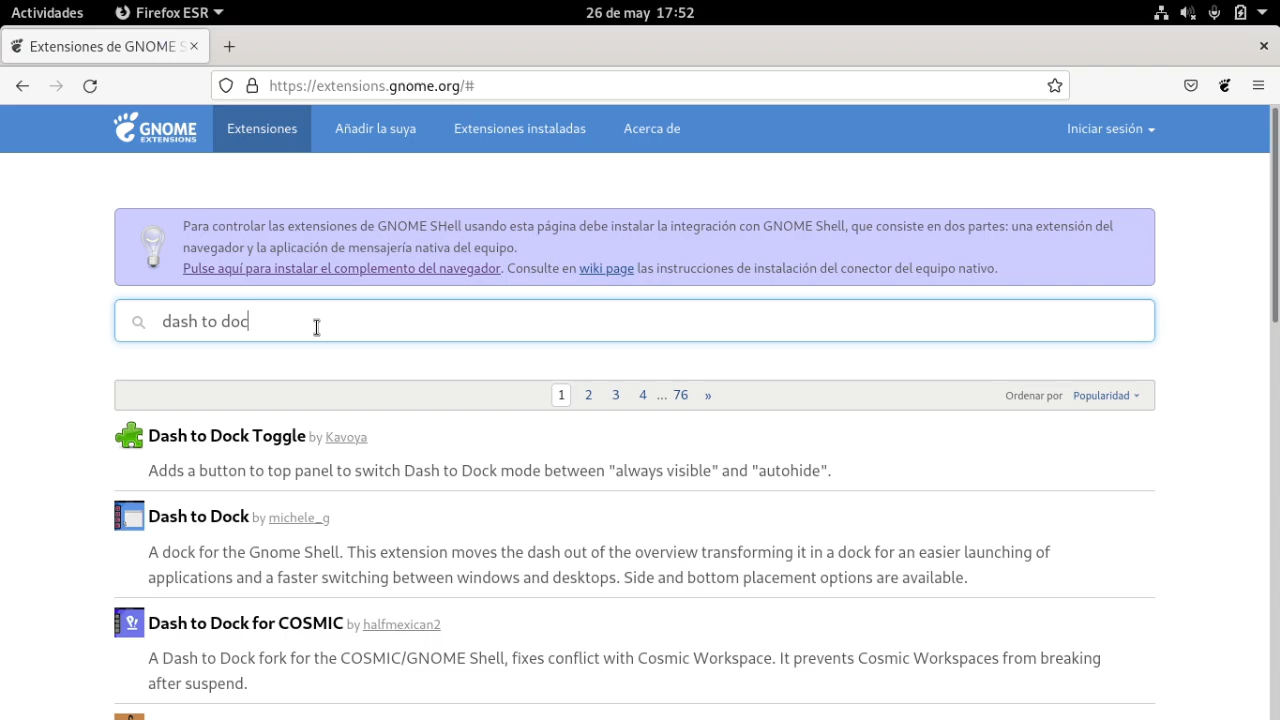 Actividades Firefox ESR 26 de may 17:52
Extensiones de GNOME S
https://extensions.gnome.org/#
GNOME EXTENSIONS Extensiones Añadir la suya Extensiones instaladas Acerca de Iniciar sesión
Para controlar las extensiones de GNOME SHell usando esta página debe instalar la integración con GNOME Shell, que consiste en dos partes: una extensión del
navegador y la aplicación de mensajería nativa del equipo.
Pulse aquí para instalar el complemento del navegador. Consulte en wiki page las instrucciones de instalación del conector del equipo nativo.
dash to doc
1 2 3 4 ... 76 » Ordenar por Popularidad
Dash to Dock Toggle by Kavoya
Adds a button to top panel to switch Dash to Dock mode between "always visible" and "autohide".
Dash to Dock by michele_g
A dock for the Gnome Shell. This extension moves the dash out of the overview transforming it in a dock for an easier launching of
applications and a faster switching between windows and desktops. Side and bottom placement options are available.
Dash to Dock for COSMIC by halfmexican2
A Dash to Dock fork for the COSMIC/GNOME Shell, fixes conflict with Cosmic Workspace. It prevents Cosmic Workspaces from breaking
after suspend.